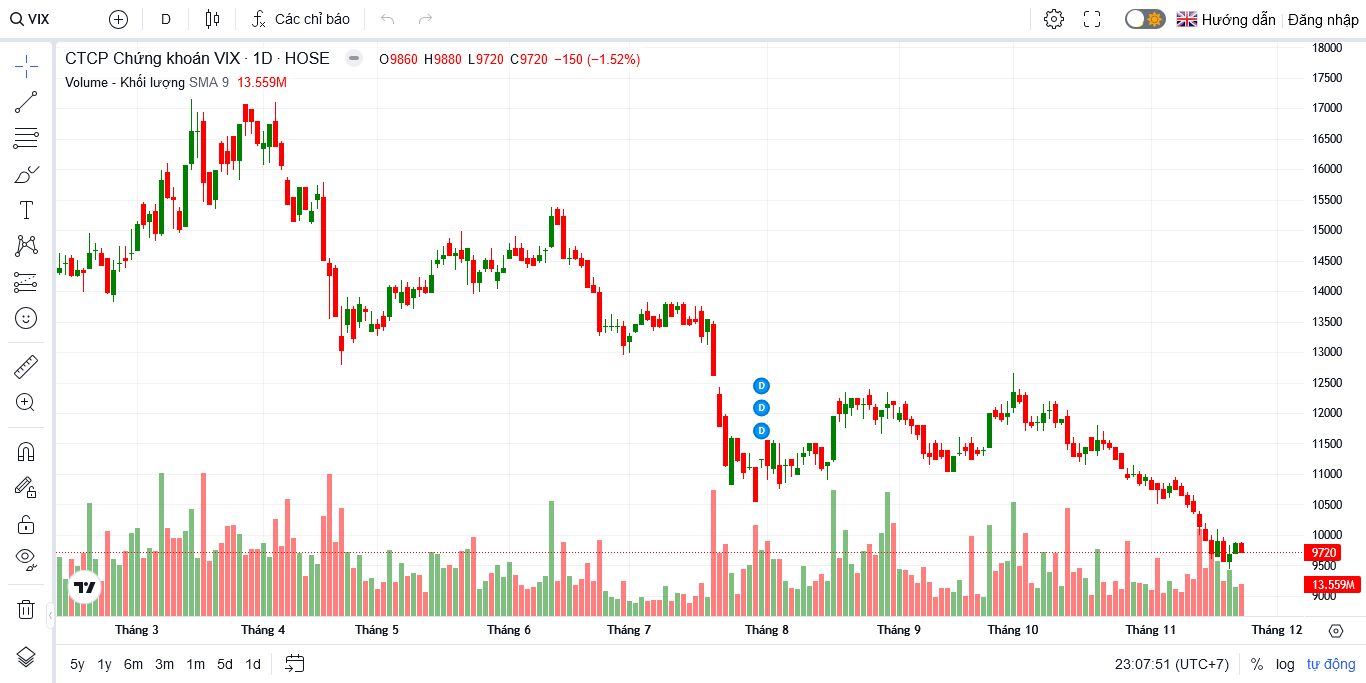 VIX D Các chỉ báo Hướng dẫn Đăng nhập
CTCP Chứng khoán VIX · 1D · HOSE O9860 H9880 L9720 C9720 −150 (−1.52%)
Volume - Khối lượng SMA 9 13.559M
18000
17500
17000
16500
16000
15500
15000
14500
14000
13500
13000
12500
12000
11500
11000
10500
10000
9720
9500
13.559M
9000
D
D
D
Tháng 3 Tháng 4 Tháng 5 Tháng 6 Tháng 7 Tháng 8 Tháng 9 Tháng 10 Tháng 11 Tháng 12
5y 1y 6m 3m 1m 5d 1d 23:07:51 (UTC+7) % log tự động